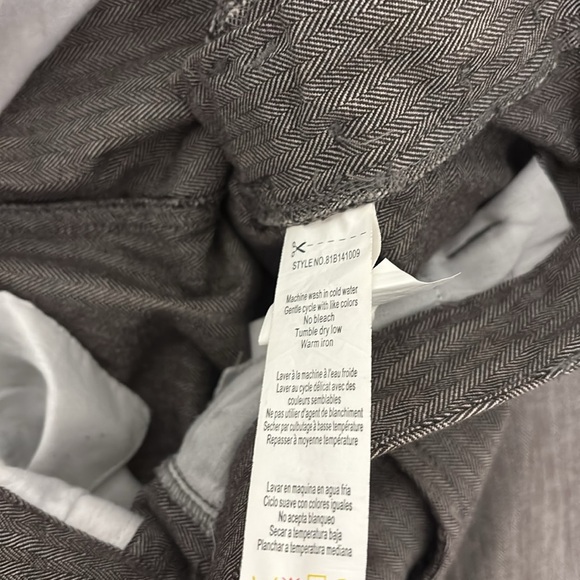 STYLE NO.81B141009
Machine wash in cold water
Gentle cycle with like colors
No bleach
Tumble dry low
Warm iron
Laver à la machine à l'eau froide
Laver au cycle délicat avec des
couleurs semblables
Ne pas utiliser d'agent de blanchiment
Secher par culbutage à basse température
Repasser à moyenne température
Lavar en maquina en agua fria
Ciclo suave con colores iguales
No acepta blanqueo
Secar a temperatura baja
Planchar a temperatura mediana